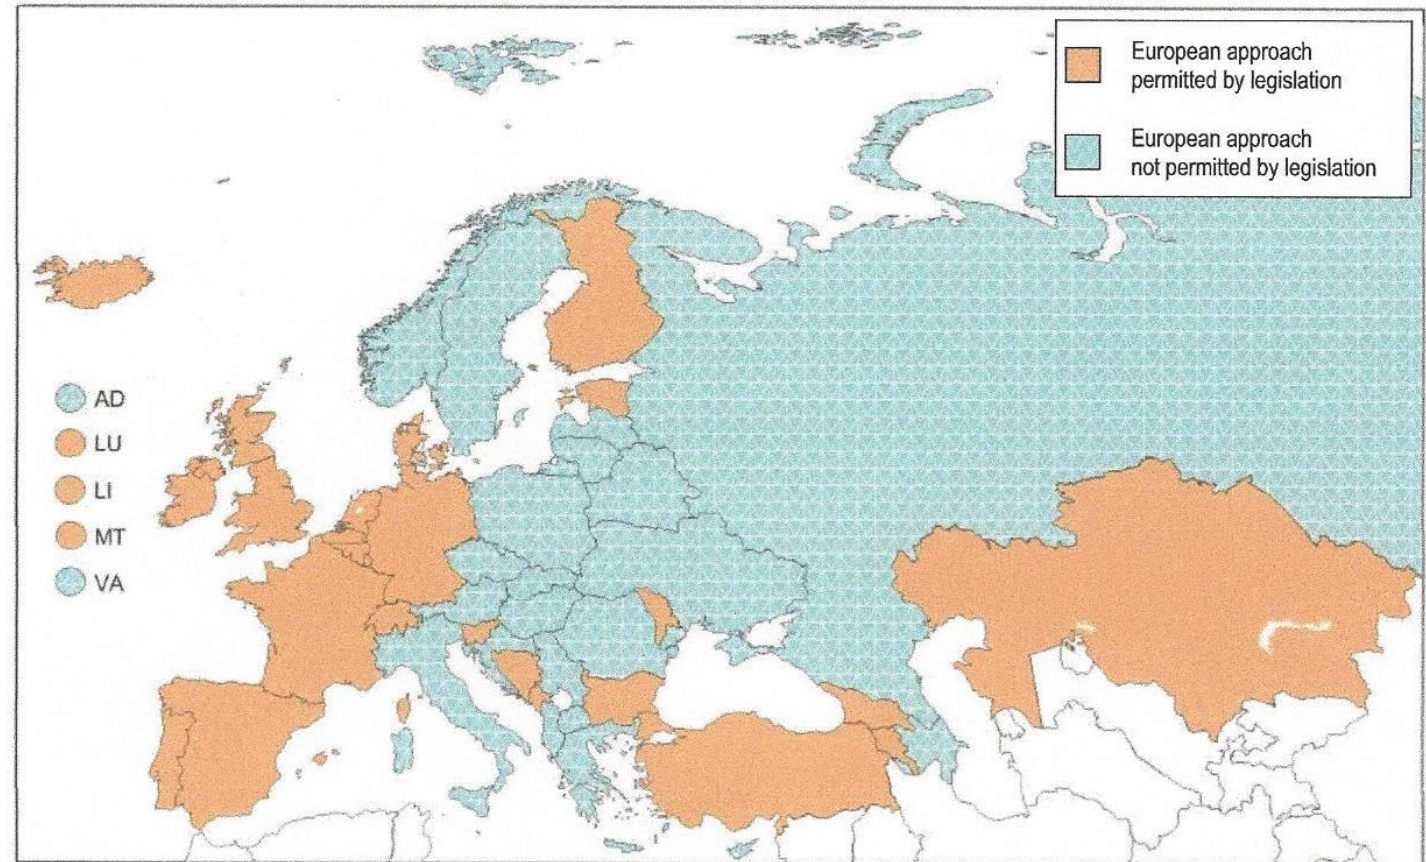 European approach
permitted by legislation
European approach
not permitted by legislation
AD
LU
LI
MT
VA